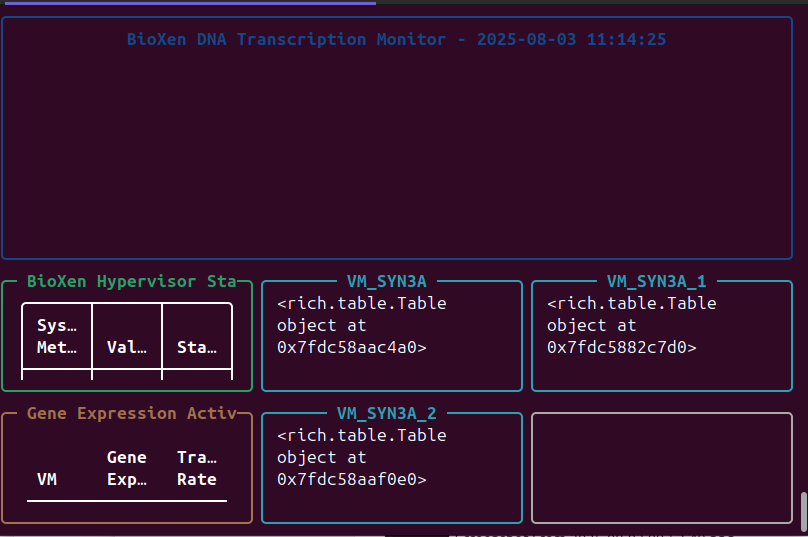 BioXen DNA Transcription Monitor - 2025-08-03 11:14:25
BioXen Hypervisor Sta
Sys…
Met… Val… Sta…
VM_SYN3A
<rich.table.Table
object at
0x7fdc58aac4a0>
VM_SYN3A_1
<rich.table.Table
object at
0x7fdc5882c7d0>
Gene Expression Activ
Gene Tra…
VM Exp… Rate
VM_SYN3A_2
<rich.table.Table
object at
0x7fdc58aaf0e0>